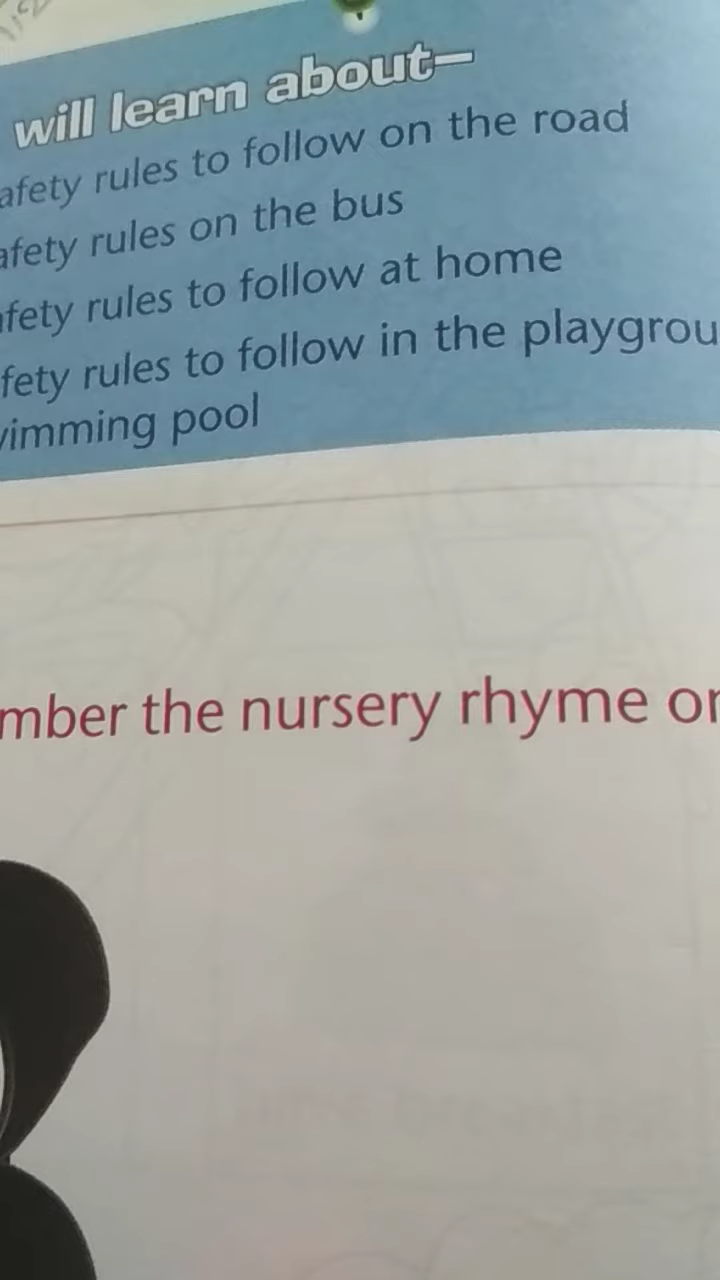 will learn about—
afety rules to follow on the road
afety rules on the bus
afety rules to follow at home
fety rules to follow in the playgrou
imming pool
mber the nursery rhyme or